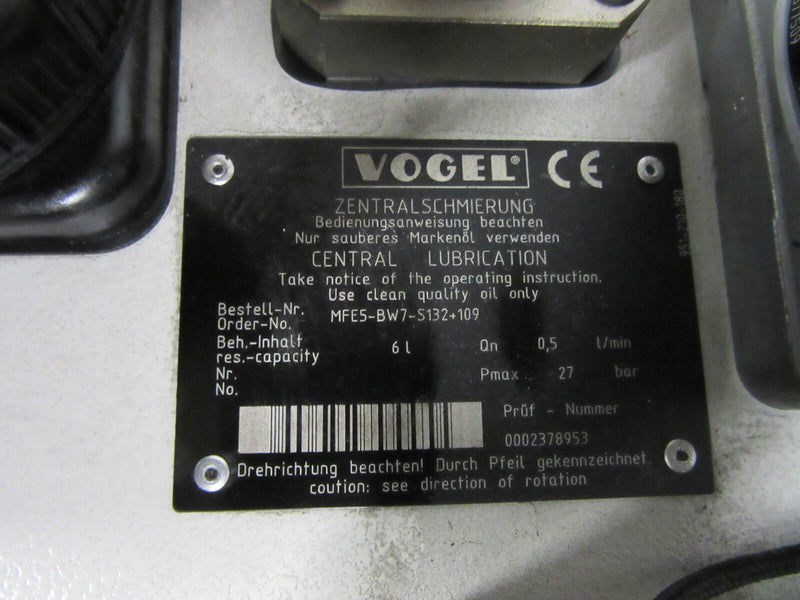 VOGEL® CE
ZENTRALSCHMIERUNG
Bedienungsanweisung beachten
Nur sauberes Markenöl verwenden
CENTRAL LUBRICATION
Take notice of the operating instruction.
Use clean quality oil only
Bestell-Nr.
Order-No. MFE5-BW7-S132+109
Beh.-Inhalt
res.-capacity 6 l Qn 0,5 l/min
Nr.
No. Pmax. 27 bar
Prüf - Nummer
0002378953
Drehrichtung beachten! Durch Pfeil gekennzeichnet.
coution: see direction of rotation